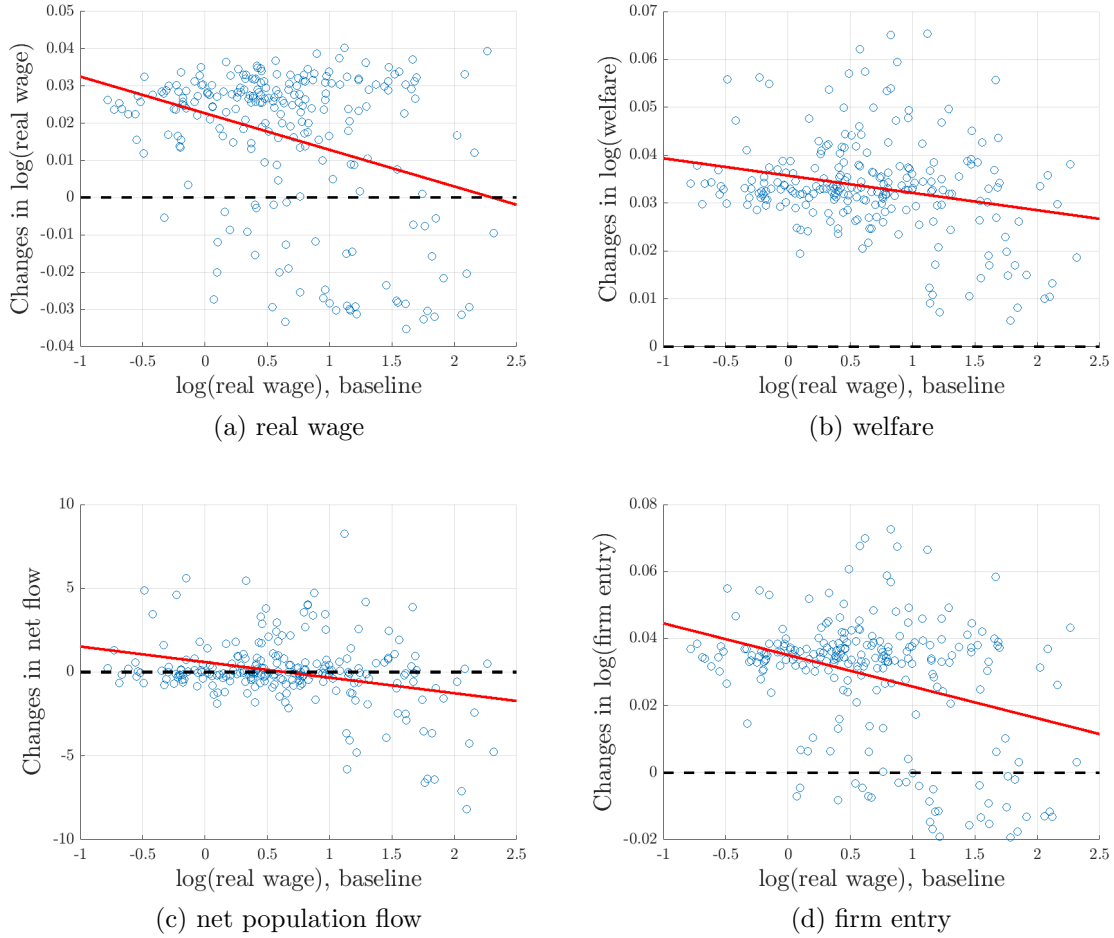 0.05
0.04
0.03
0.02
0.01
0
-0.01
-0.02
-0.03
-0.04
Changes in log(real wage)
-1 -0.5 0 0.5 1 1.5 2 2.5
log(real wage), baseline
(a) real wage
0.07
0.06
0.05
0.04
0.03
0.02
0.01
0
Changes in log(welfare)
-1 -0.5 0 0.5 1 1.5 2 2.5
log(real wage), baseline
(b) welfare
10
5
0
-5
-10
Changes in net flow
-1 -0.5 0 0.5 1 1.5 2 2.5
log(real wage), baseline
(c) net population flow
0.08
0.06
0.04
0.02
0
-0.02
Changes in log(firm entry)
-1 -0.5 0 0.5 1 1.5 2 2.5
log(real wage), baseline
(d) firm entry